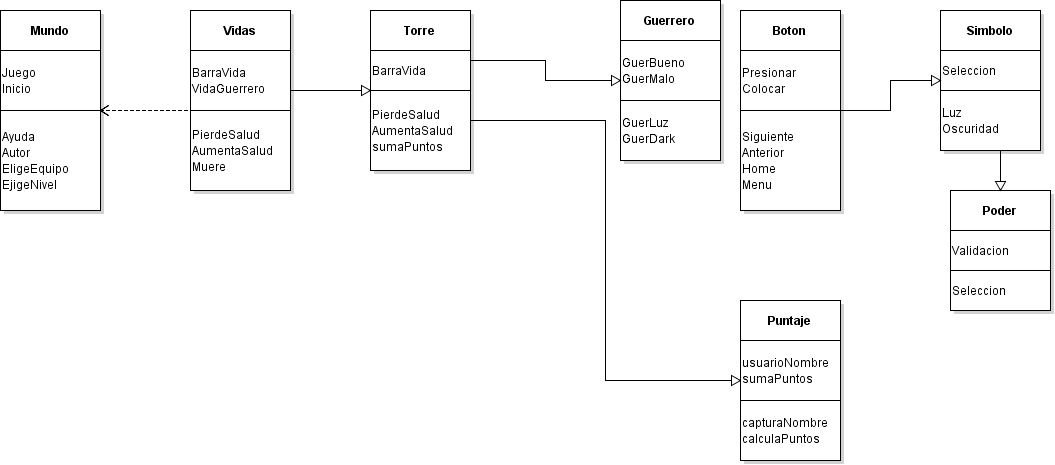 Mundo
Juego
Inicio
Ayuda
Autor
EligeEquipo
EjigeNivel
Vidas
BarraVida
VidaGuerrero
PierdeSalud
AumentaSalud
Muere
Torre
BarraVida
PierdeSalud
AumentaSalud
sumaPuntos
Guerrero
GuerBueno
GuerMalo
GuerLuz
GuerDark
Boton
Presionar
Colocar
Siguiente
Anterior
Home
Menu
Simbolo
Seleccion
Luz
Oscuridad
Poder
Validacion
Seleccion
Puntaje
usuarioNombre
sumaPuntos
capturaNombre
calculaPuntos